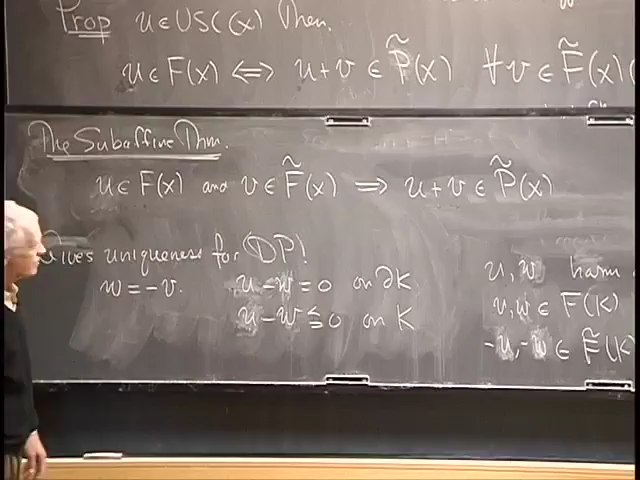 Prop u ∈ USC(X) Then.
u ∈ F(X) ⟺ u+v ∈ P̃(X) ∀ v ∈ F̃(X)
The Subaffine Thm.
u ∈ F(X) and v ∈ F̃(X) ⟹ u+v ∈ P̃(X)
Gives uniqueness for (DP)!
w = -v. u-w = 0 on ∂K
u-w ≤ 0 on K
u, w harm
u, w ∈ F(K)
-u, -w ∈ F̃(K